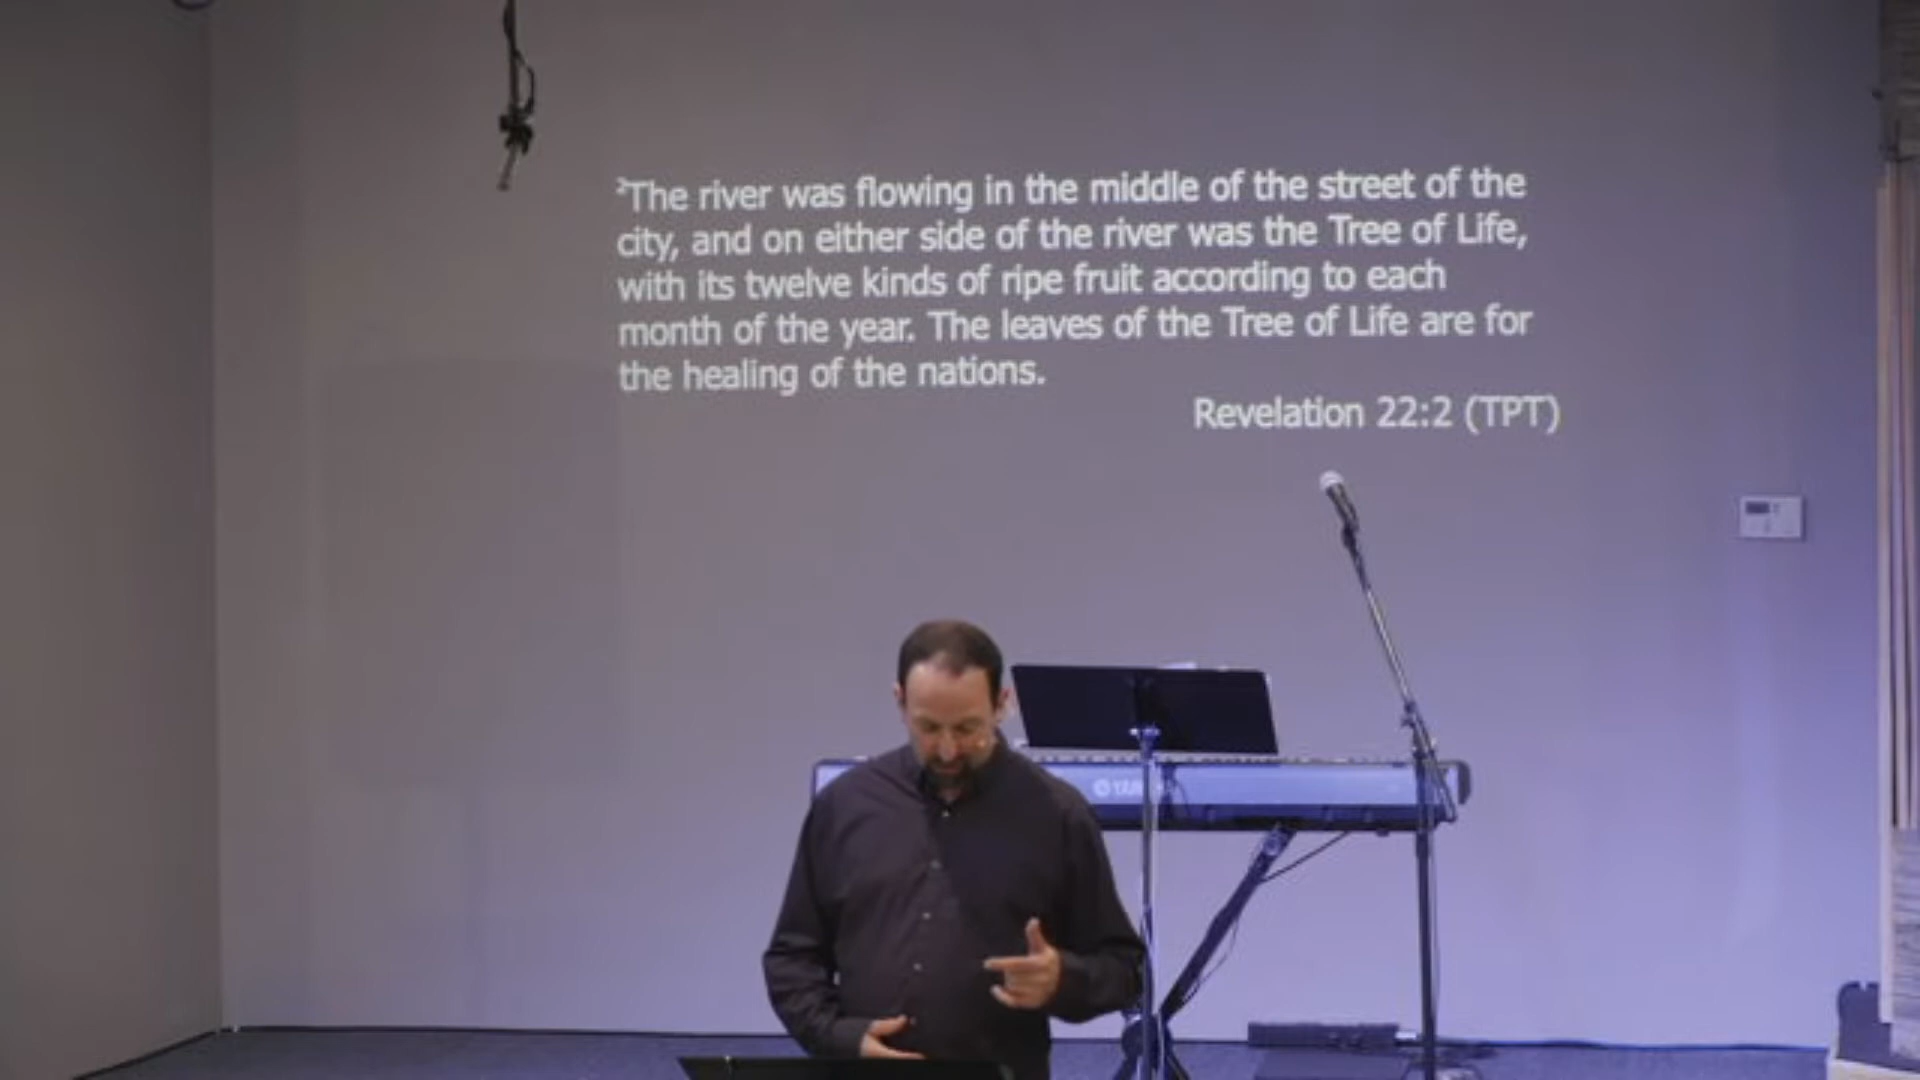 ²The river was flowing in the middle of the street of the
city, and on either side of the river was the Tree of Life,
with its twelve kinds of ripe fruit according to each
month of the year. The leaves of the Tree of Life are for
the healing of the nations.
Revelation 22:2 (TPT)
YAMAHA